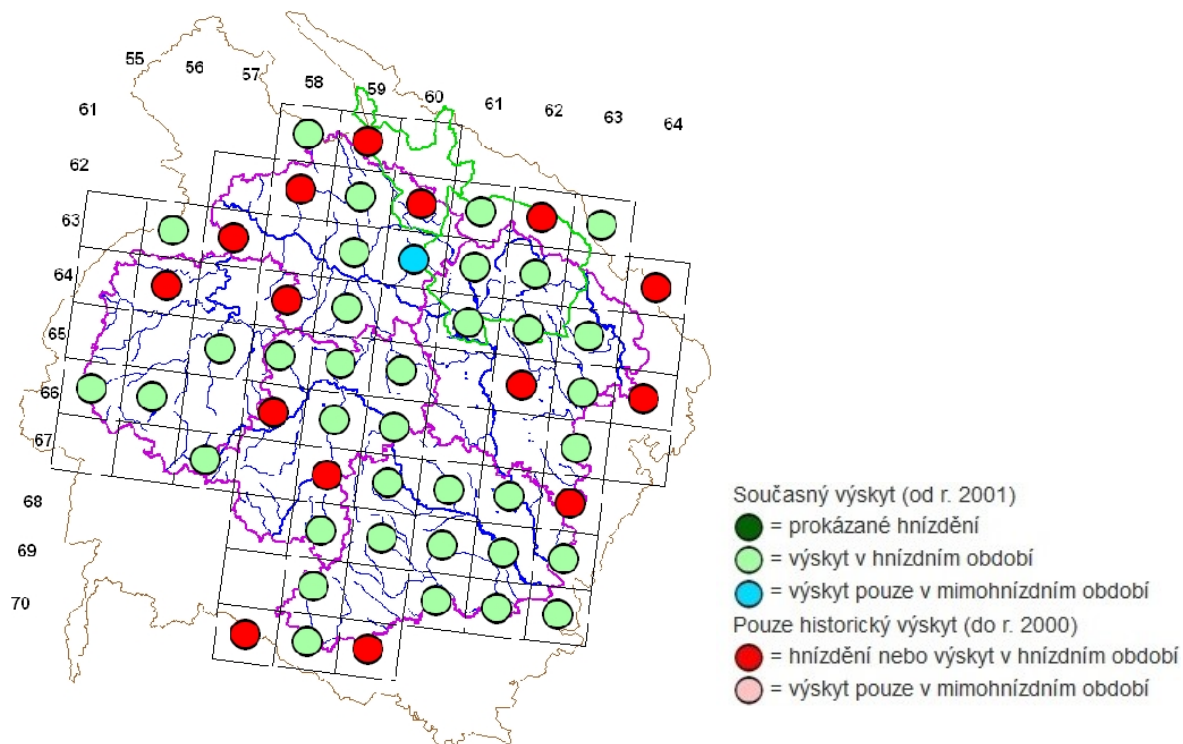 55
56
57
58
59
60
61
62
63
64
61
62
63
64
65
66
67
68
69
70
Současný výskyt (od r. 2001)
= prokázané hnízdění
= výskyt v hnízdním období
= výskyt pouze v mimohnízdním období
Pouze historický výskyt (do r. 2000)
= hnízdění nebo výskyt v hnízdním období
= výskyt pouze v mimohnízdním období